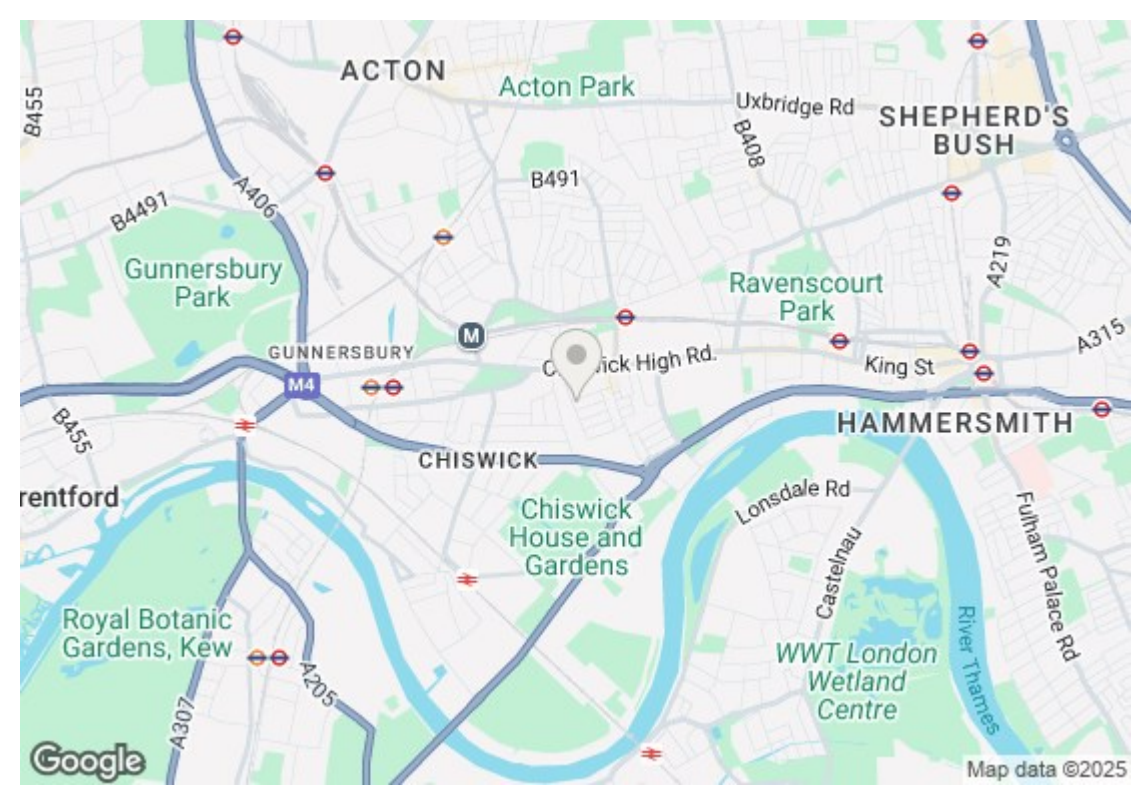 ACTON
Acton Park
Uxbridge Rd
SHEPHERD'S
BUSH
B455
B408
B491
A406
B4491
A219
Gunnersbury
Park
Ravenscourt
Park
M
GUNNERSBURY
M4
wick High Rd.
King St
A315
B455
HAMMERSMITH
CHISWICK
rentford
Chiswick
House and
Gardens
Lonsdale Rd
Castelnau
Fulham Palace Rd
Royal Botanic
Gardens, Kew
WWT London
Wetland
Centre
River Thames
A205
A307
Google
Map data ©2025